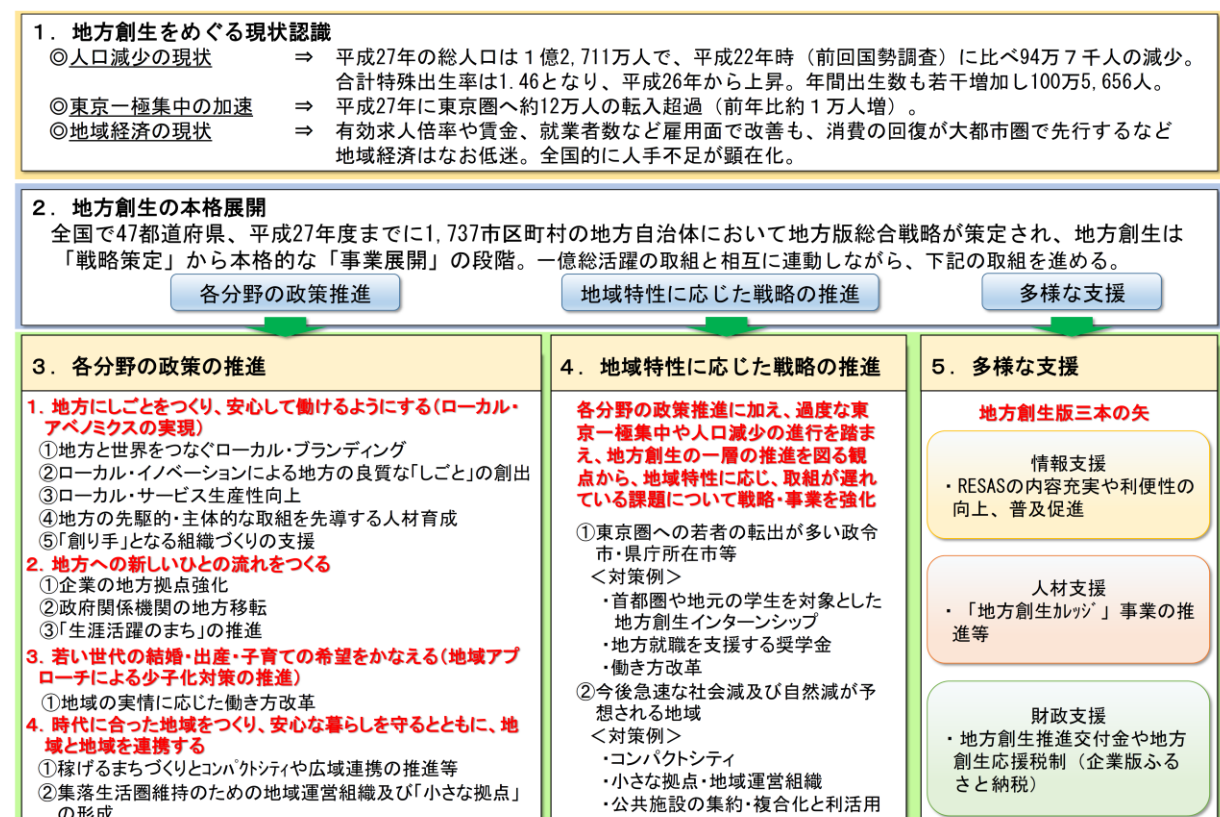 １．地方創生をめぐる現状認識
◎人口減少の現状　⇒　平成27年の総人口は１億2,711万人で、平成22年時（前回国勢調査）に比べ94万７千人の減少。
合計特殊出生率は1.46となり、平成26年から上昇。年間出生数も若干増加し100万5,656人。
◎東京一極集中の加速　⇒　平成27年に東京圏へ約12万人の転入超過（前年比約１万人増）。
◎地域経済の現状　⇒　有効求人倍率や賃金、就業者数など雇用面で改善も、消費の回復が大都市圏で先行するなど
地域経済はなお低迷。全国的に人手不足が顕在化。
２．地方創生の本格展開
全国で47都道府県、平成27年度までに1,737市区町村の地方自治体において地方版総合戦略が策定され、地方創生は
「戦略策定」から本格的な「事業展開」の段階。一億総活躍の取組と相互に連動しながら、下記の取組を進める。
各分野の政策推進
地域特性に応じた戦略の推進
多様な支援
３．各分野の政策の推進
１．地方にしごとをつくり、安心して働けるようにする（ローカル・
アベノミクスの実現）
①地方と世界をつなぐローカル・ブランディング
②ローカル・イノベーションによる地方の良質な「しごと」の創出
③ローカル・サービス生産性向上
④地方の先駆的・主体的な取組を先導する人材育成
⑤「創り手」となる組織づくりの支援
２．地方への新しいひとの流れをつくる
①企業の地方拠点強化
②政府関係機関の地方移転
③「生涯活躍のまち」の推進
３．若い世代の結婚・出産・子育ての希望をかなえる（地域アプ
ローチによる少子化対策の推進）
①地域の実情に応じた働き方改革
４．時代に合った地域をつくり、安心な暮らしを守るとともに、地
域と地域を連携する
①稼げるまちづくりとｺﾝﾊﾟｸﾄｼﾃｨや広域連携の推進等
②集落生活圏維持のための地域運営組織及び「小さな拠点」
の形成
４．地域特性に応じた戦略の推進
各分野の政策推進に加え、過度な東
京一極集中や人口減少の進行を踏ま
え、地方創生の一層の推進を図る観
点から、地域特性に応じ、取組が遅れ
ている課題について戦略・事業を強化
①東京圏への若者の転出が多い政令
市・県庁所在市等
＜対策例＞
・首都圏や地元の学生を対象とした
地方創生インターンシップ
・地方就職を支援する奨学金
・働き方改革
②今後急速な社会減及び自然減が予
想される地域
＜対策例＞
・コンパクトシティ
・小さな拠点・地域運営組織
・公共施設の集約・複合化と利活用
５．多様な支援
地方創生版三本の矢
情報支援
・RESASの内容充実や利便性の
向上、普及促進
人材支援
・「地方創生ｶﾚｯｼﾞ」事業の推
進等
財政支援
・地方創生推進交付金や地方
創生応援税制（企業版ふる
さと納税）